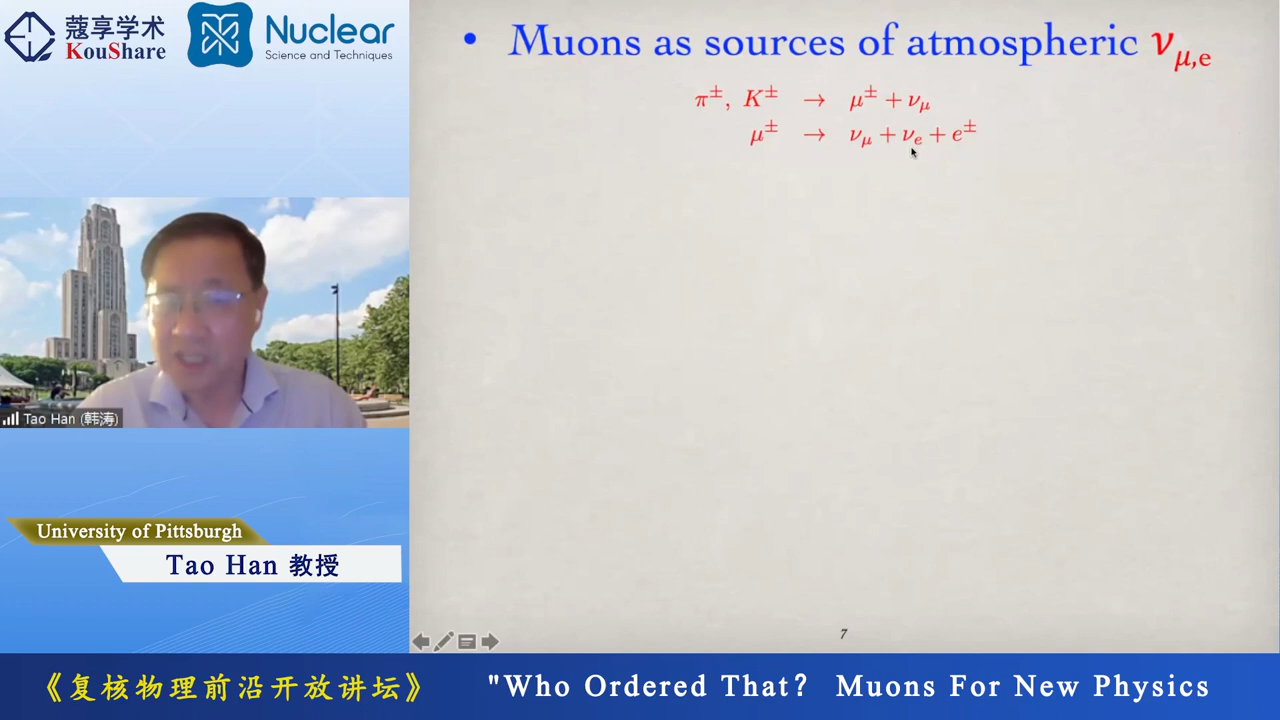 蔻享学术
KouShare
Nuclear
Science and Techniques
• Muons as sources of atmospheric ν_μ,e
π±, K± → μ± + ν_μ
μ± → ν_μ + ν_e + e±
Tao Han (韩涛)
University of Pittsburgh
Tao Han 教授
7
《复核物理前沿开放讲坛》
"Who Ordered That? Muons For New Physics